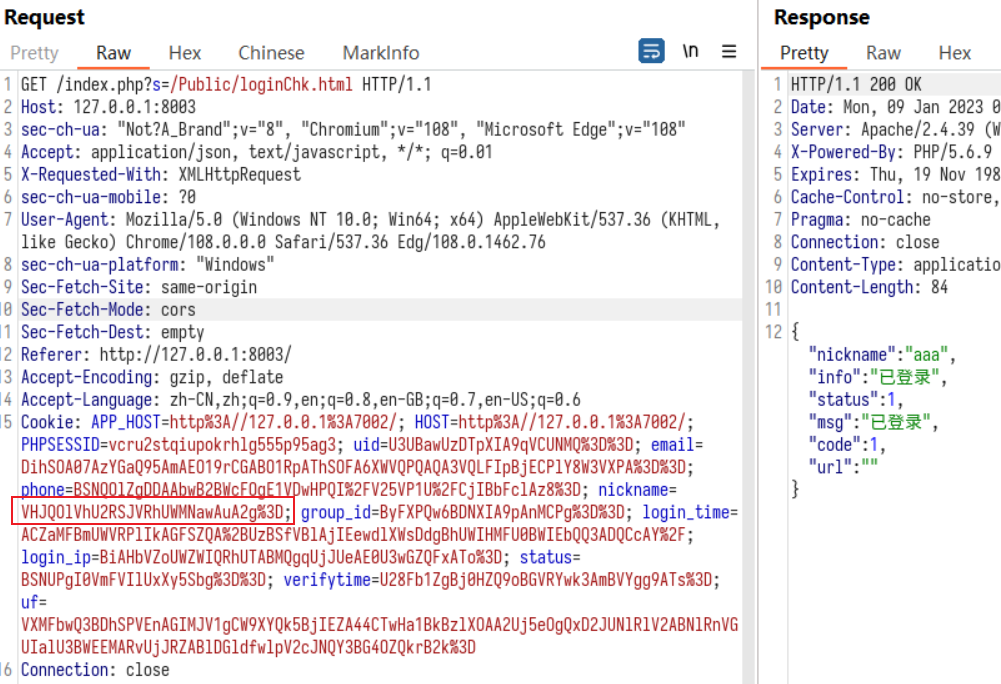 Request
Pretty Raw Hex Chinese MarkInfo \n
1 GET /index.php?s=/Public/loginChk.html HTTP/1.1
2 Host: 127.0.0.1:8003
3 sec-ch-ua: "Not?A_Brand";v="8", "Chromium";v="108", "Microsoft Edge";v="108"
4 Accept: application/json, text/javascript, */*; q=0.01
5 X-Requested-With: XMLHttpRequest
6 sec-ch-ua-mobile: ?0
7 User-Agent: Mozilla/5.0 (Windows NT 10.0; Win64; x64) AppleWebKit/537.36 (KHTML,
like Gecko) Chrome/108.0.0.0 Safari/537.36 Edg/108.0.1462.76
8 sec-ch-ua-platform: "Windows"
9 Sec-Fetch-Site: same-origin
0 Sec-Fetch-Mode: cors
1 Sec-Fetch-Dest: empty
2 Referer: http://127.0.0.1:8003/
3 Accept-Encoding: gzip, deflate
4 Accept-Language: zh-CN,zh;q=0.9,en;q=0.8,en-GB;q=0.7,en-US;q=0.6
5 Cookie: APP_HOST=http%3A//127.0.0.1%3A7002/; HOST=http%3A//127.0.0.1%3A7002/;
PHPSESSID=vcru2stqiupokrhlg555p95ag3; uid=U3UBawUzDTpXIA9qVCUNMQ%3D%3D; email=
DihSOA07AzYGaQ95AmAEO19rCGABO1RpAThSOFA6XWVQPQAQA3VQLFIpBjECPlY8W3VXPA%3D%3D;
phone=BSNQOlZgDDAAbwB2BWcFOgE1VDwHPQI%2FV25VP1U%2FCjIBbFclAz8%3D; nickname=
VHJQOlVhU2RSJVRhUWMNawAuA2g%3D; group_id=ByFXPQw6BDNXIA9pAnMCPg%3D%3D; login_time=
ACZaMFBmUWVRPlIkAGFSZQA%2BUzBSfVBlAjIEewdlXWsDdgBhUWIHMFU0BWIEbQQ3ADQCcAY%2F;
login_ip=BiAHbVZoUWZWIQRhUTABMQgqUjJUeAE0U3wGZQFxATo%3D; status=
BSNUPgI0VmFVIlUxXy5Sbg%3D%3D; verifytime=U28Fb1ZgBj0HZQ9oBGVRYwk3AmBVYgg9ATs%3D;
uf=
VXMFbwQ3BDhSPVEnAGIMJV1gCW9XYQk5BjIEZA44CTwHa1BkBzlXOAA2Uj5eOgQxD2JUNlRlV2ABNlRnVG
UIalU3BWEEMARvUjJRZABlDGldfwlpV2cJNQY3BG4OZQkrB2k%3D
6 Connection: close
Response
Pretty Raw Hex
1 HTTP/1.1 200 OK
2 Date: Mon, 09 Jan 2023 0
3 Server: Apache/2.4.39 (W
4 X-Powered-By: PHP/5.6.9
5 Expires: Thu, 19 Nov 198
6 Cache-Control: no-store,
7 Pragma: no-cache
8 Connection: close
9 Content-Type: applicatio
10 Content-Length: 84
11
12 {
"nickname":"aaa",
"info":"已登录",
"status":1,
"msg":"已登录",
"code":1,
"url":""
}